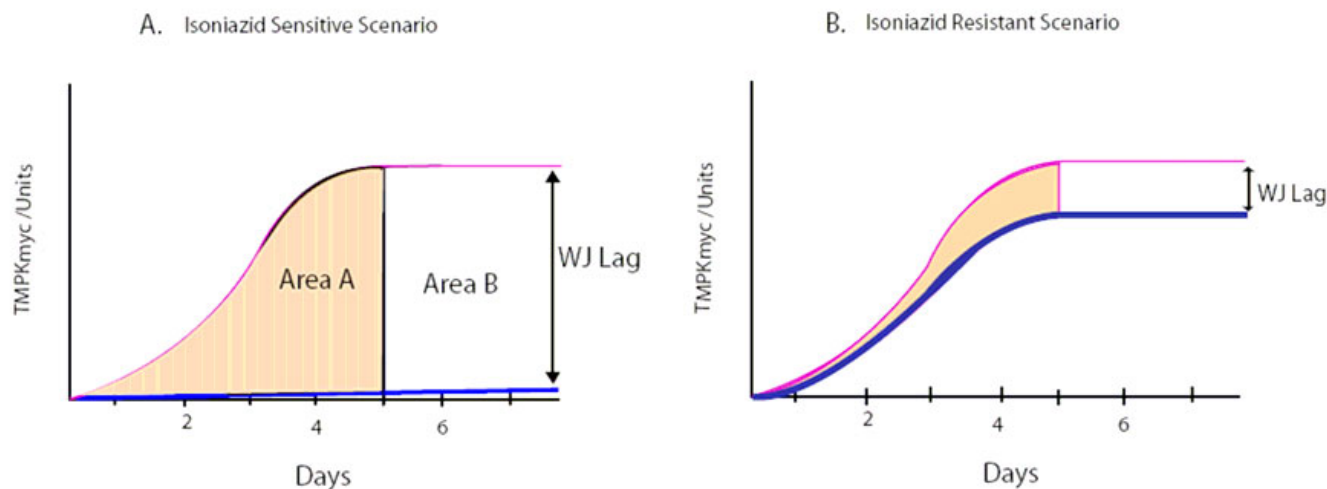 A. Isoniazid Sensitive Scenario
TMPKmyc /Units
Area A
Area B
WJ Lag
2 4 6
Days
B. Isoniazid Resistant Scenario
TMPKmyc /Units
WJ Lag
2 4 6
Days